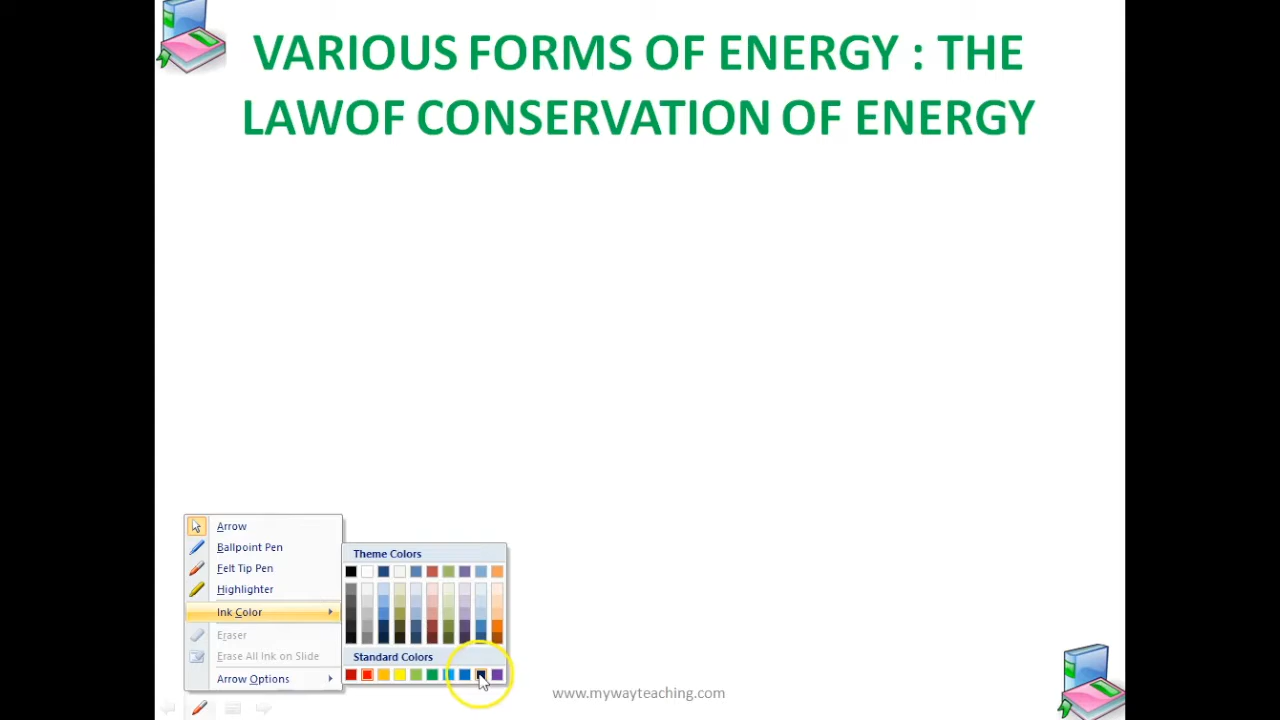 VARIOUS FORMS OF ENERGY : THE
LAWOF CONSERVATION OF ENERGY
Arrow
Ballpoint Pen
Felt Tip Pen
Highlighter
Ink Color
Eraser
Erase All Ink on Slide
Arrow Options
Theme Colors
Standard Colors
www.mywayteaching.com